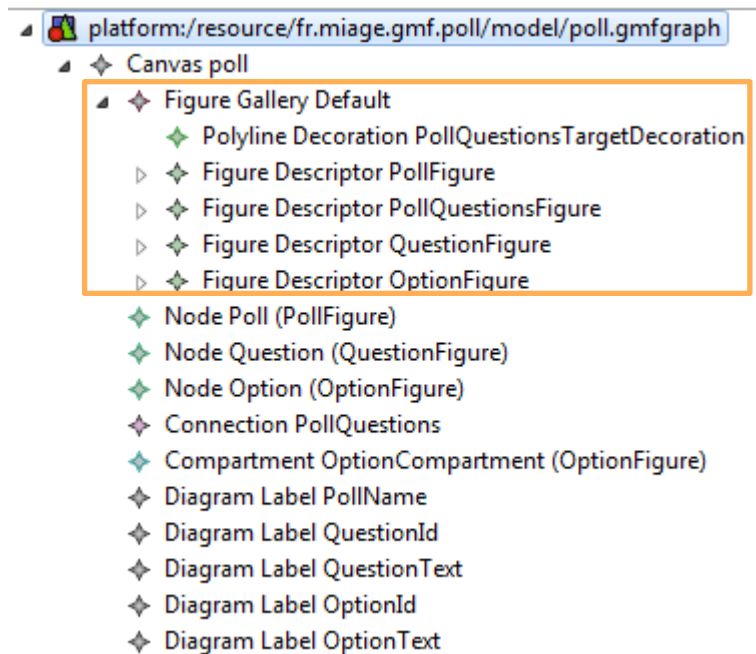 platform:/resource/fr.miage.gmf.poll/model/poll.gmfgraph
Canvas poll
Figure Gallery Default
Polyline Decoration PollQuestionsTargetDecoration
Figure Descriptor PollFigure
Figure Descriptor PollQuestionsFigure
Figure Descriptor QuestionFigure
Figure Descriptor OptionFigure
Node Poll (PollFigure)
Node Question (QuestionFigure)
Node Option (OptionFigure)
Connection PollQuestions
Compartment OptionCompartment (OptionFigure)
Diagram Label PollName
Diagram Label QuestionId
Diagram Label QuestionText
Diagram Label OptionId
Diagram Label OptionText